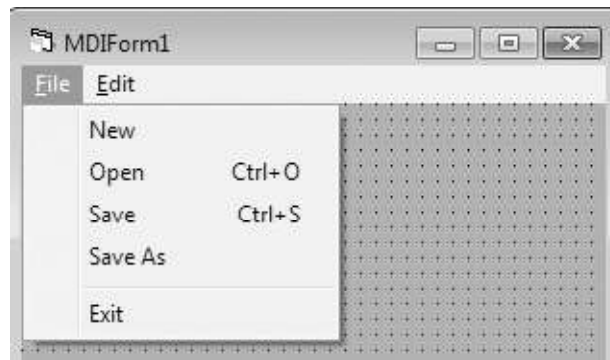 MDIForm1
File Edit
New
Open Ctrl+O
Save Ctrl+S
Save As
Exit